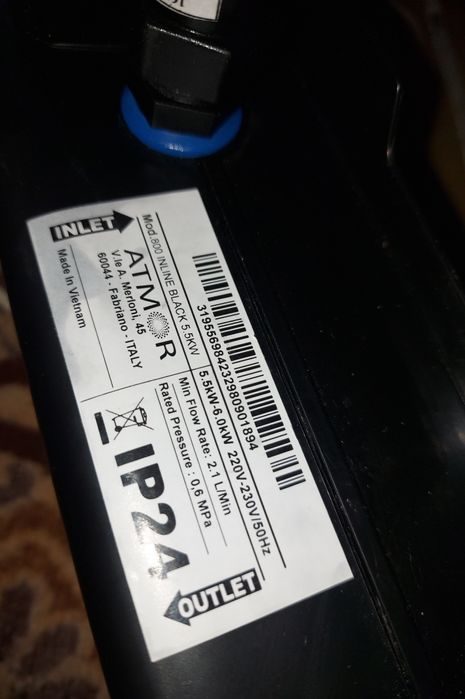 INLET
Mod.800 INLINE BLACK 5.5KW
ATMOR
V.le A. Merloni, 45
60044 - Fabriano -ITALY
Made In Vietnam
3195569842329809018​94
5.5kW-6.0kW 220V-230V/50Hz
Min Flow Rate: 2.1 L/Min
Rated Pressure : 0,6 MPa
IP24
OUTLET